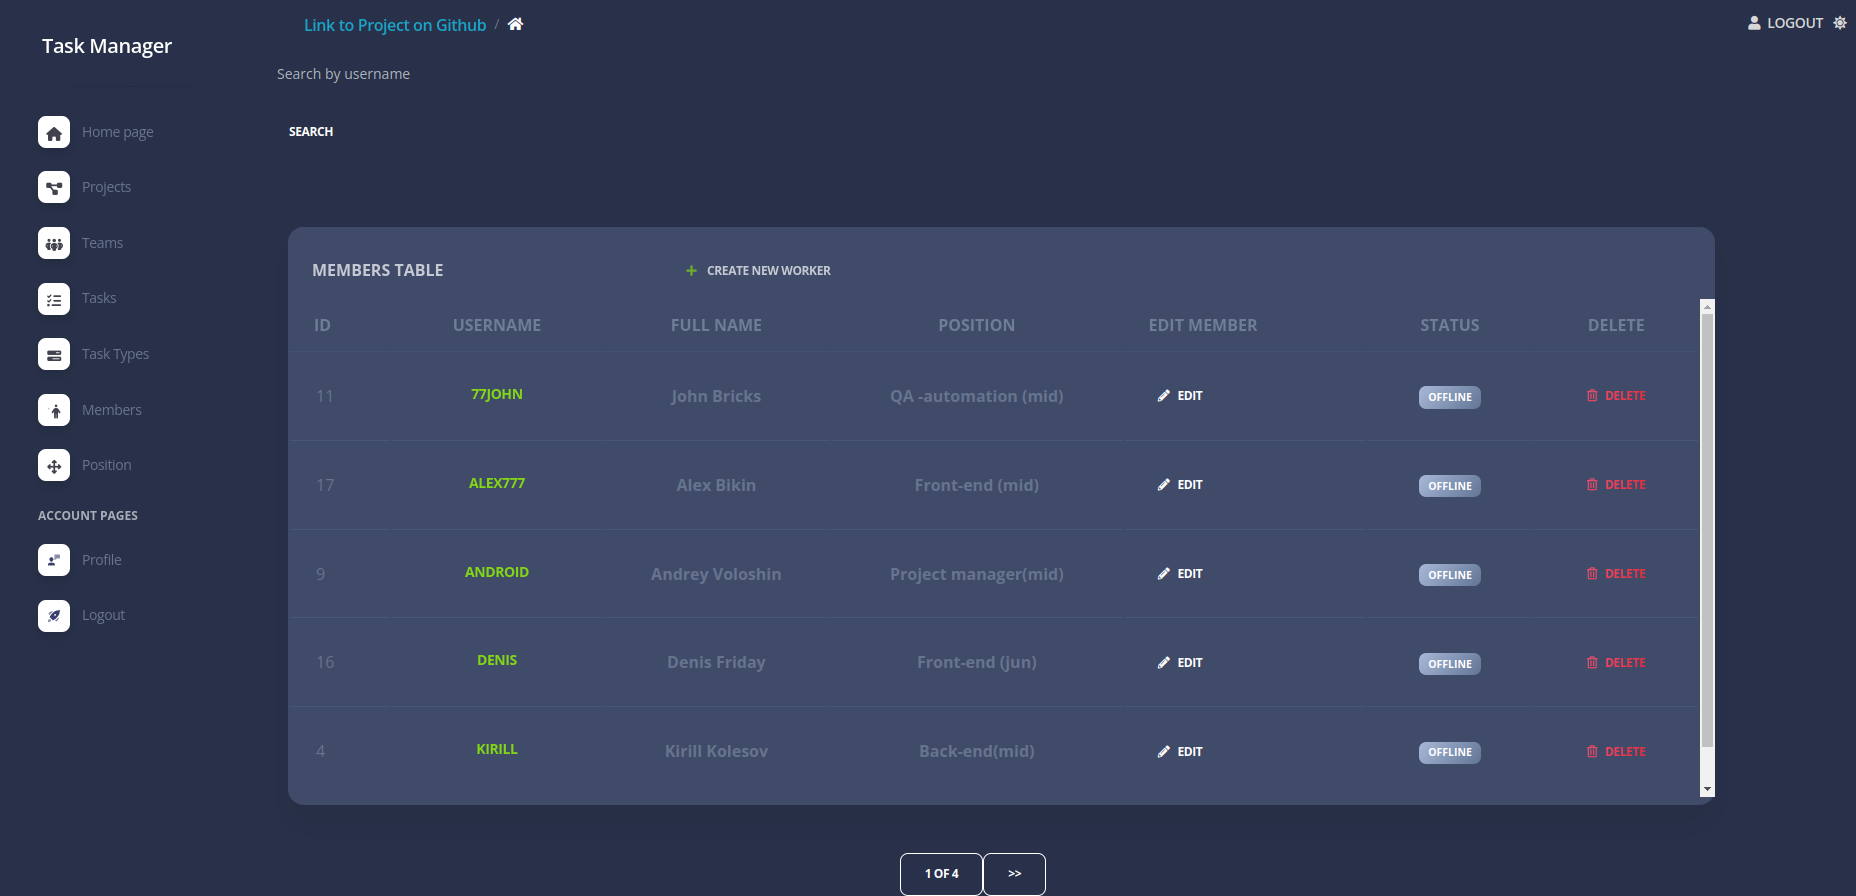 Task Manager
Link to Project on Github /
LOGOUT
Search by username
SEARCH
Home page
Projects
Teams
Tasks
Task Types
Members
Position
ACCOUNT PAGES
Profile
Logout
MEMBERS TABLE
CREATE NEW WORKER
ID USERNAME FULL NAME POSITION EDIT MEMBER STATUS DELETE
11 77JOHN John Bricks QA -automation (mid) EDIT OFFLINE DELETE
17 ALEX777 Alex Bikin Front-end (mid) EDIT OFFLINE DELETE
9 ANDROID Andrey Voloshin Project manager(mid) EDIT OFFLINE DELETE
16 DENIS Denis Friday Front-end (jun) EDIT OFFLINE DELETE
4 KIRILL Kirill Kolesov Back-end(mid) EDIT OFFLINE DELETE
1 OF 4 >>